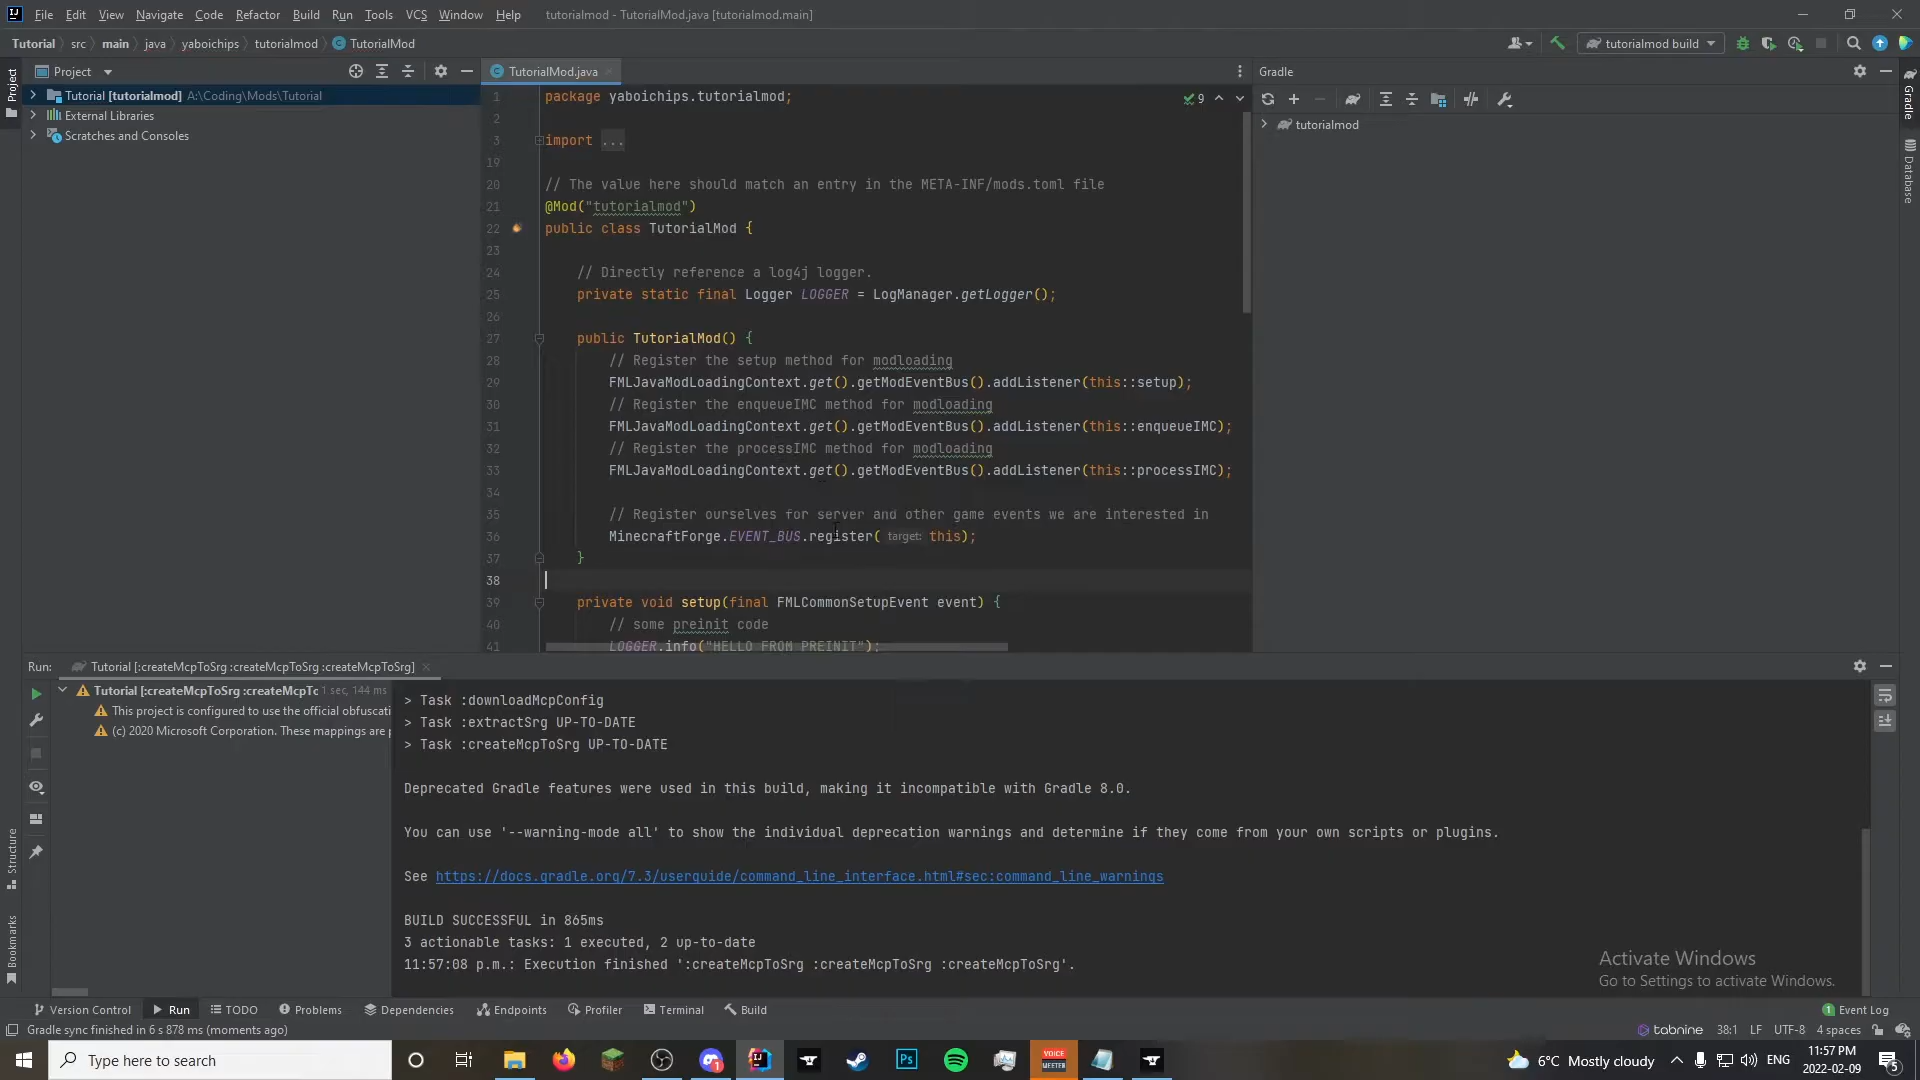 File Edit View Navigate Code Refactor Build Run Tools VCS Window Help tutorialmod - TutorialMod.java [tutorialmod.main]
Tutorial src main java yaboichips tutorialmod TutorialMod
tutorialmod build
Project
Tutorial [tutorialmod] A:\Coding\Mods\Tutorial
External Libraries
Scratches and Consoles
TutorialMod.java
9
1 package yaboichips.tutorialmod;
2
3 import ...
19
20 // The value here should match an entry in the META-INF/mods.toml file
21 @Mod("tutorialmod")
22 public class TutorialMod {
23
24 // Directly reference a log4j logger.
25 private static final Logger LOGGER = LogManager.getLogger();
26
27 public TutorialMod() {
28 // Register the setup method for modloading
29 FMLJavaModLoadingContext.get().getModEventBus().addListener(this::setup);
30 // Register the enqueueIMC method for modloading
31 FMLJavaModLoadingContext.get().getModEventBus().addListener(this::enqueueIMC);
32 // Register the processIMC method for modloading
33 FMLJavaModLoadingContext.get().getModEventBus().addListener(this::processIMC);
34
35 // Register ourselves for server and other game events we are interested in
36 MinecraftForge.EVENT_BUS.register( target: this);
37 }
38
39 private void setup(final FMLCommonSetupEvent event) {
40 // some preinit code
41 LOGGER.info("HELLO FROM PREINIT");
Gradle
tutorialmod
Project
Gradle
Database
Structure
Bookmarks
Run: Tutorial [:createMcpToSrg :createMcpToSrg :createMcpToSrg]
Tutorial [:createMcpToSrg :createMcpTc 1 sec, 144 ms
This project is configured to use the official obfuscati
(c) 2020 Microsoft Corporation. These mappings are p
> Task :downloadMcpConfig
> Task :extractSrg UP-TO-DATE
> Task :createMcpToSrg UP-TO-DATE
Deprecated Gradle features were used in this build, making it incompatible with Gradle 8.0.
You can use '--warning-mode all' to show the individual deprecation warnings and determine if they come from your own scripts or plugins.
See https://docs.gradle.org/7.3/userguide/command_line_interface.html#sec:command_line_warnings
BUILD SUCCESSFUL in 865ms
3 actionable tasks: 1 executed, 2 up-to-date
11:57:08 p.m.: Execution finished ':createMcpToSrg :createMcpToSrg :createMcpToSrg'.
Activate Windows
Go to Settings to activate Windows.
Version Control Run TODO Problems Dependencies Endpoints Profiler Terminal Build 1 Event Log
Gradle sync finished in 6 s 878 ms (moments ago) tabnine 38:1 LF UTF-8 4 spaces
Type here to search
Ps
VOICE MEETER
6°C Mostly cloudy
ENG
11:57 PM
2022-02-09
5